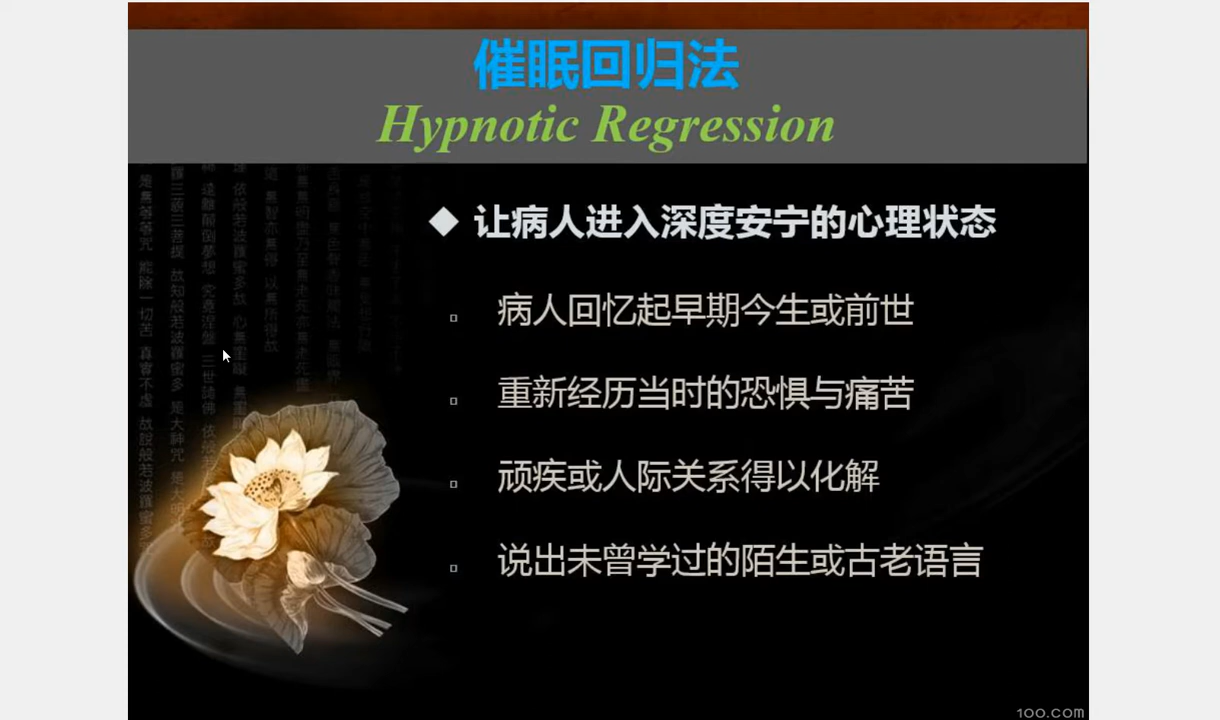 催眠回归法
Hypnotic Regression
◆ 让病人进入深度安宁的心理状态
▫ 病人回忆起早期今生或前世
▫ 重新经历当时的恐惧与痛苦
▫ 顽疾或人际关系得以化解
▫ 说出未曾学过的陌生或古老语言
100.com